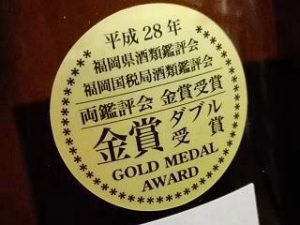 平成28年
福岡県酒類鑑評会
福岡国税局酒類鑑評会
両鑑評会 金賞受賞
金賞ダブル受賞
GOLD MEDAL
AWARD